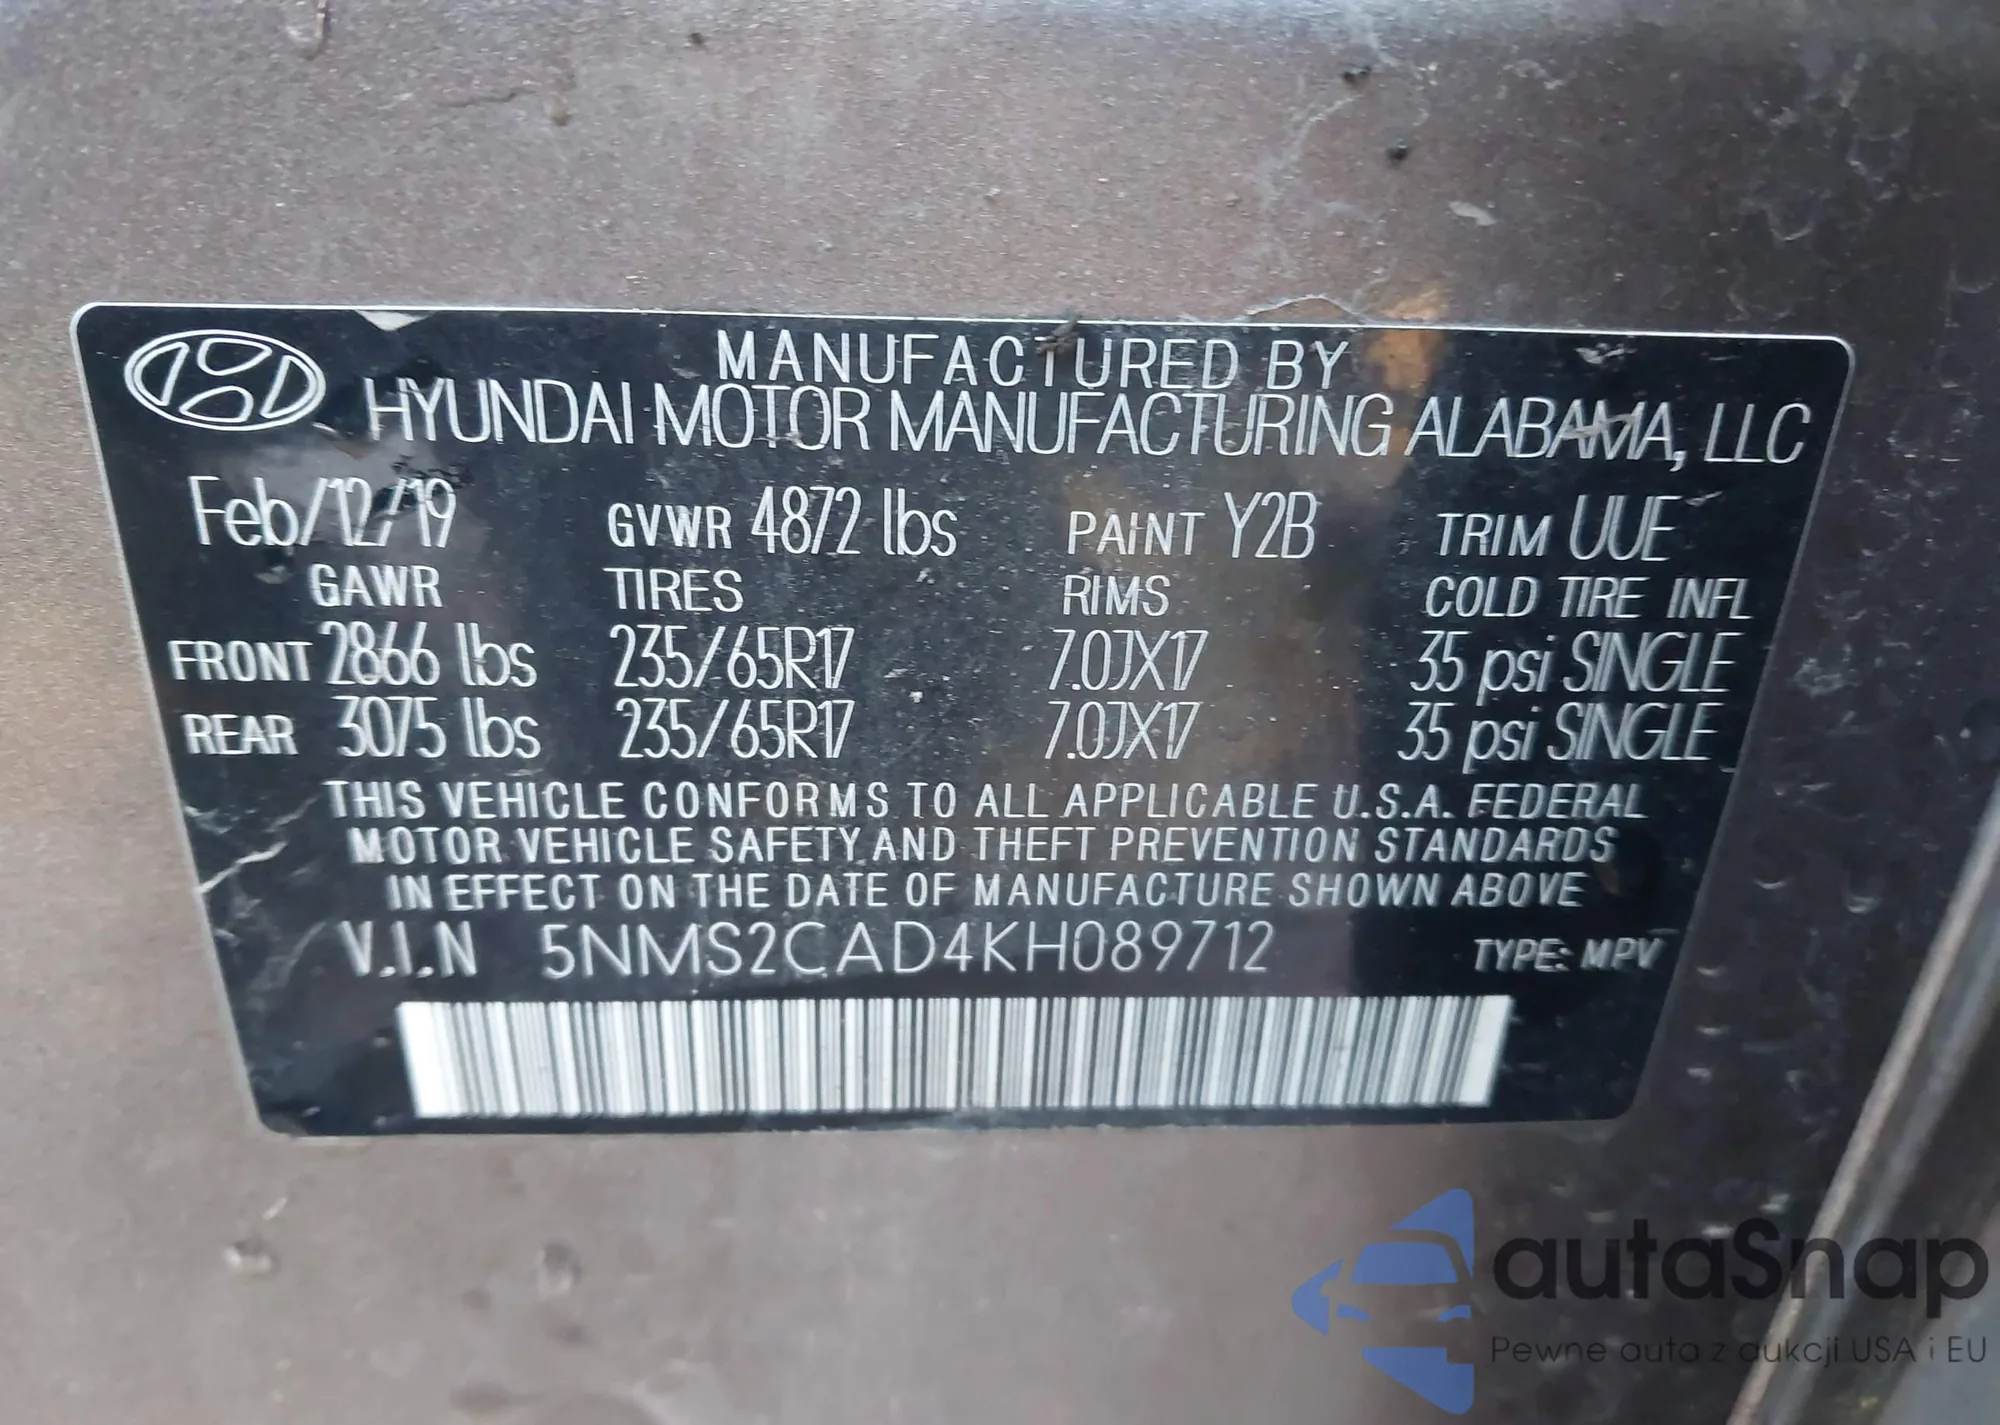 MANUFACTURED BY
HYUNDAI MOTOR MANUFACTURING ALABAMA, LLC
Feb/12/19 GVWR 4872 lbs PAINT Y2B TRIM UUE
GAWR TIRES RIMS COLD TIRE INFL
FRONT 2866 lbs 235/65R17 7.0JX17 35 psi SINGLE
REAR 3075 lbs 235/65R17 7.0JX17 35 psi SINGLE
THIS VEHICLE CONFORMS TO ALL APPLICABLE U.S.A. FEDERAL
MOTOR VEHICLE SAFETY AND THEFT PREVENTION STANDARDS
IN EFFECT ON THE DATE OF MANUFACTURE SHOWN ABOVE
V.I.N 5NMS2CAD4KH089712 TYPE: MPV
autaSnap
Pewne auta z aukcji USA i EU